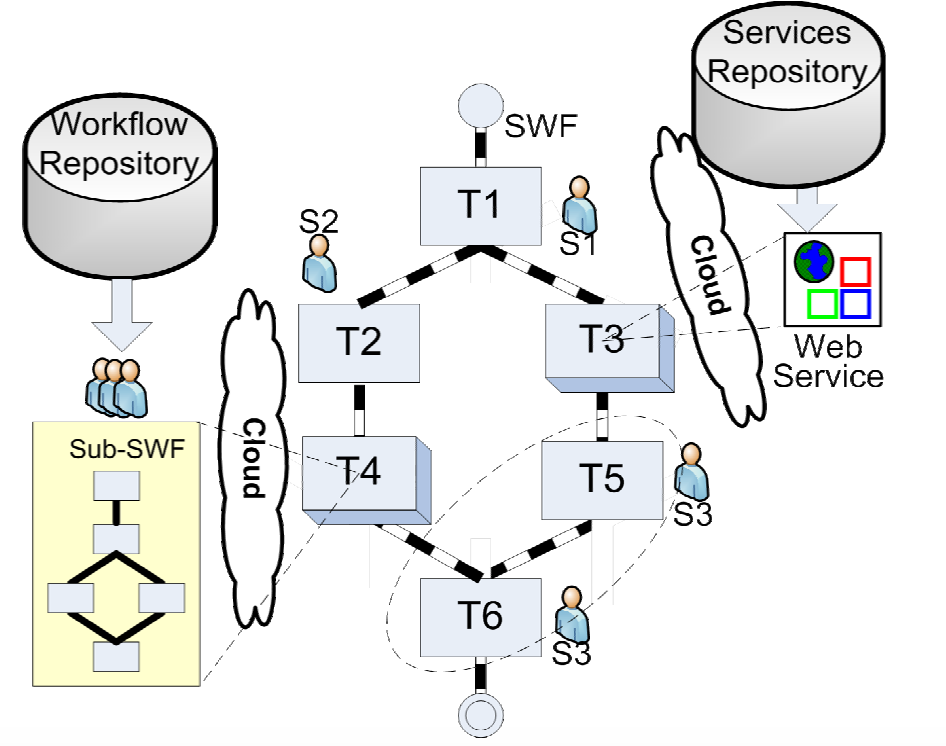 Services
Repository
Workflow
Repository
SWF
T1
S1
S2
Cloud
T2
T3
Web
Service
Cloud
Sub-SWF
T4
T5
S3
T6
S3